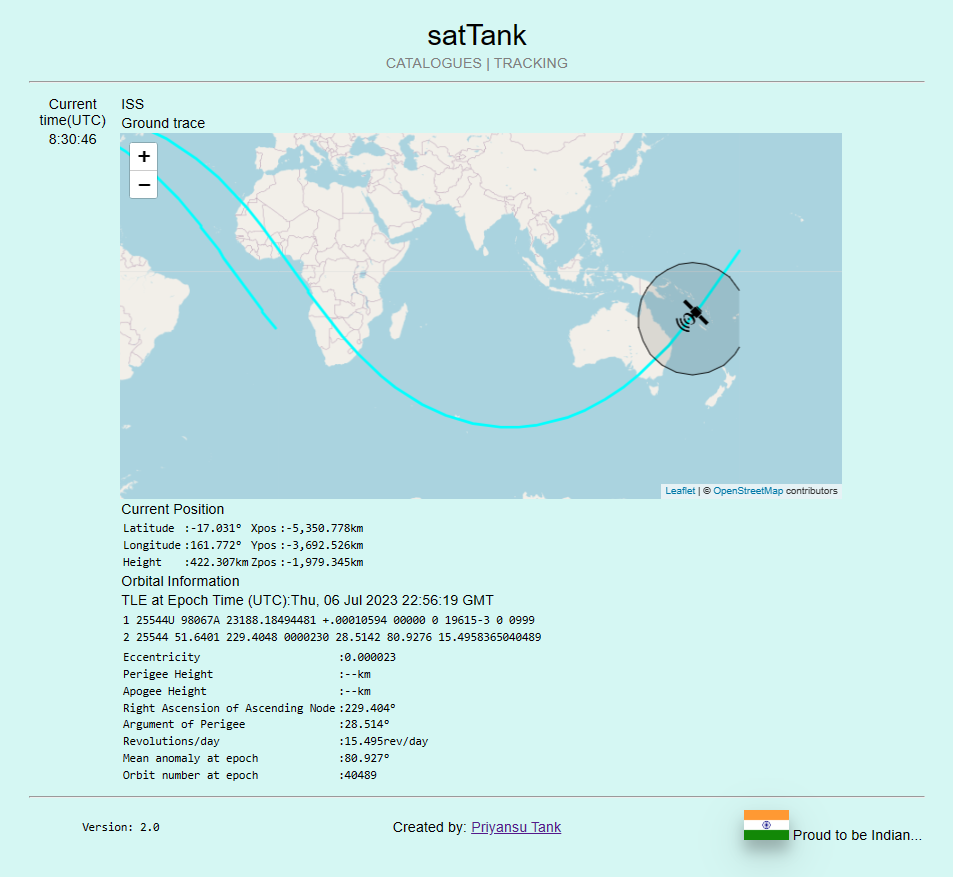 satTank
CATALOGUES | TRACKING
Current
time(UTC)
8:30:46
ISS
Ground trace
+
−
Leaflet | © OpenStreetMap contributors
Current Position
Latitude :-17.031° Xpos :-5,350.778km
Longitude :161.772° Ypos :-3,692.526km
Height :422.307km Zpos :-1,979.345km
Orbital Information
TLE at Epoch Time (UTC):Thu, 06 Jul 2023 22:56:19 GMT
1 25544U 98067A 23188.18494481 +.00010594 00000 0 19615-3 0 0999
2 25544 51.6401 229.4048 0000230 28.5142 80.9276 15.4958365040489
Eccentricity :0.000023
Perigee Height :--km
Apogee Height :--km
Right Ascension of Ascending Node :229.404°
Argument of Perigee :28.514°
Revolutions/day :15.495rev/day
Mean anomaly at epoch :80.927°
Orbit number at epoch :40489
Version: 2.0
Created by: Priyansu Tank
Proud to be Indian...